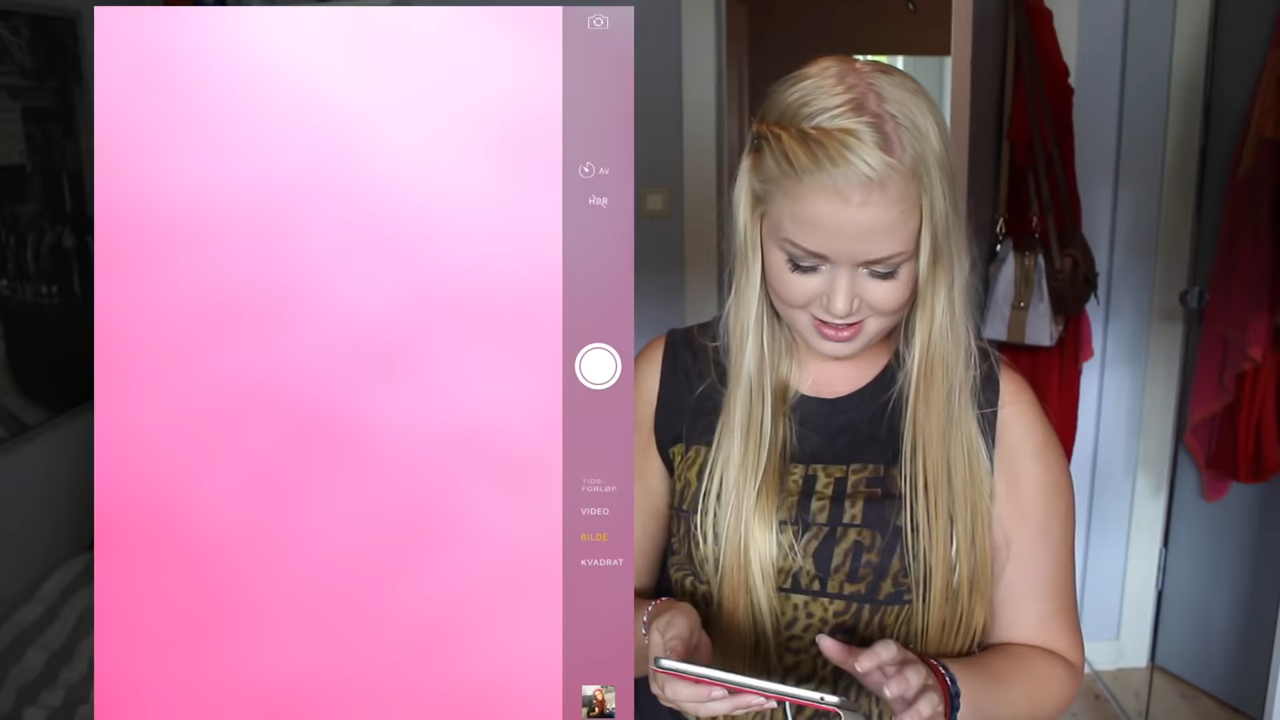 Av
HDR
TIDS-
FORLØP
VIDEO
BILDE
KVADRAT